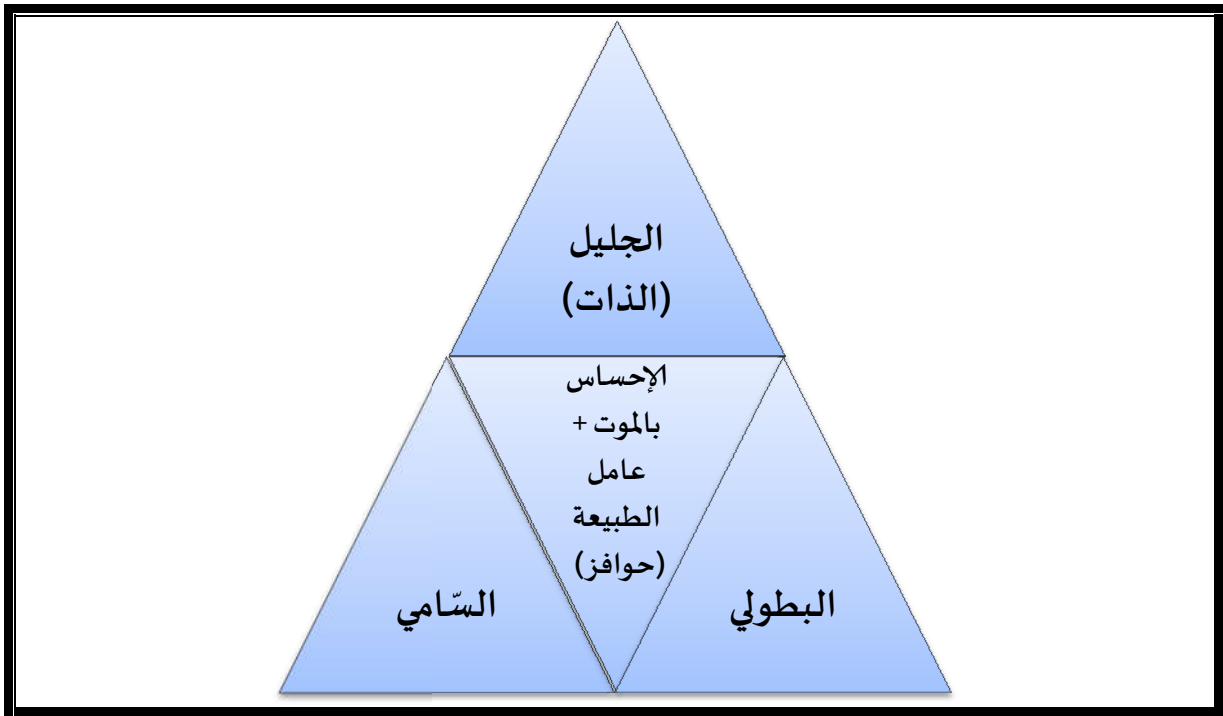 الجليل
(الذات)
الإحساس
بالموت +
عامل
الطبيعة
(حوافز)
البطولي
السّامي